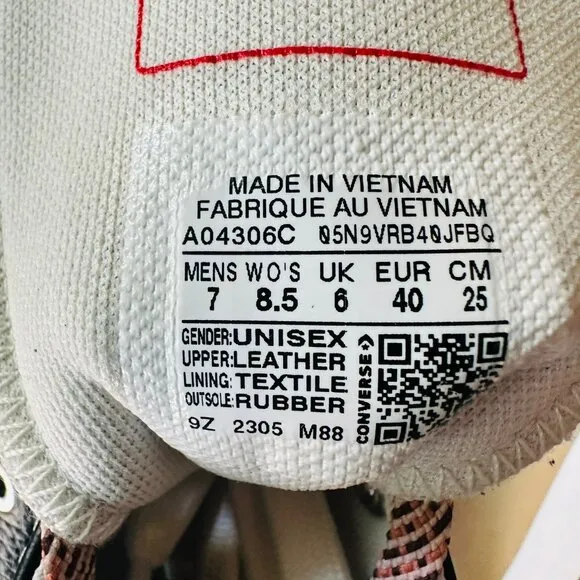 MADE IN VIETNAM
FABRIQUE AU VIETNAM
A04306C 05N9VRB40JFBQ
MENS WO'S UK EUR CM
7 8.5 6 40 25
GENDER:UNISEX
UPPER:LEATHER
LINING:TEXTILE
OUTSOLE:RUBBER
9Z 2305 M88
CONVERSE